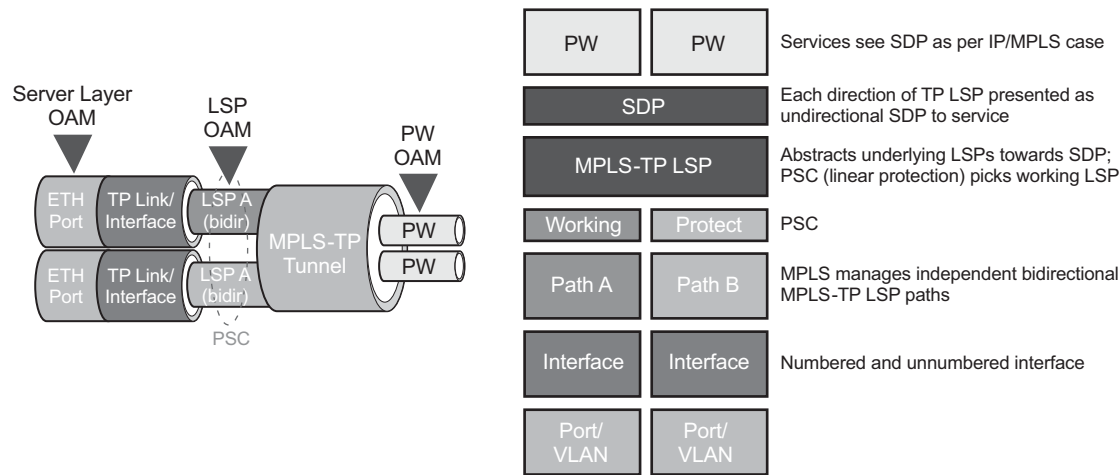 Server Layer
OAM
LSP
OAM
PW
OAM
ETH
Port
TP Link/
Interface
LSP A
(bidir)
MPLS-TP
Tunnel
PW
PW
ETH
Port
TP Link/
Interface
LSP A
(bidir)
PSC
PW
PW
Services see SDP as per IP/MPLS case
SDP
Each direction of TP LSP presented as
undirectional SDP to service
MPLS-TP LSP
Abstracts underlying LSPs towards SDP;
PSC (linear protection) picks working LSP
Working
Protect
PSC
Path A
Path B
MPLS manages independent bidirectional
MPLS-TP LSP paths
Interface
Interface
Numbered and unnumbered interface
Port/
VLAN
Port/
VLAN